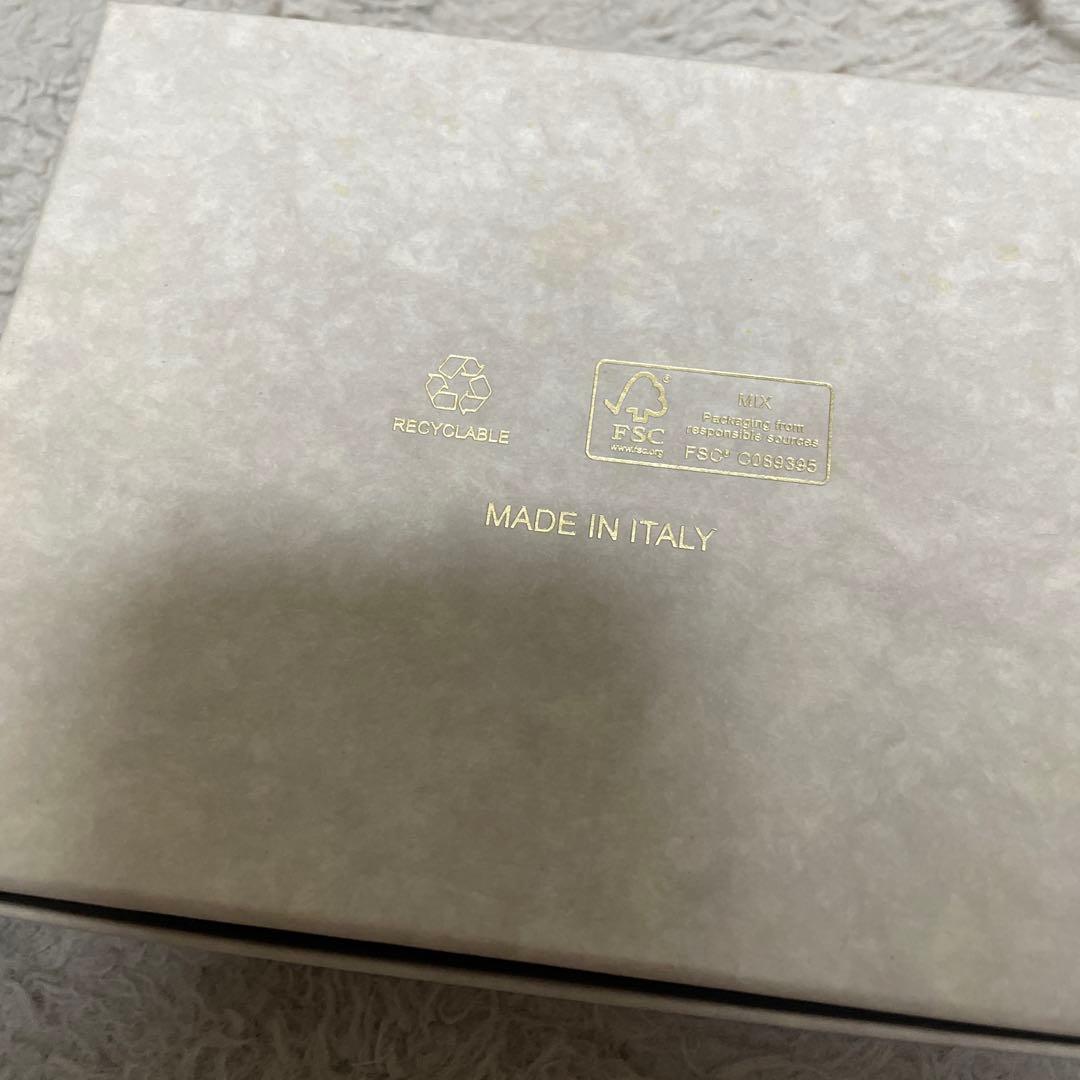 RECYCLABLE
FSC®
www.fsc.org
MIX
Packaging from
responsible sources
FSC® C089395
MADE IN ITALY